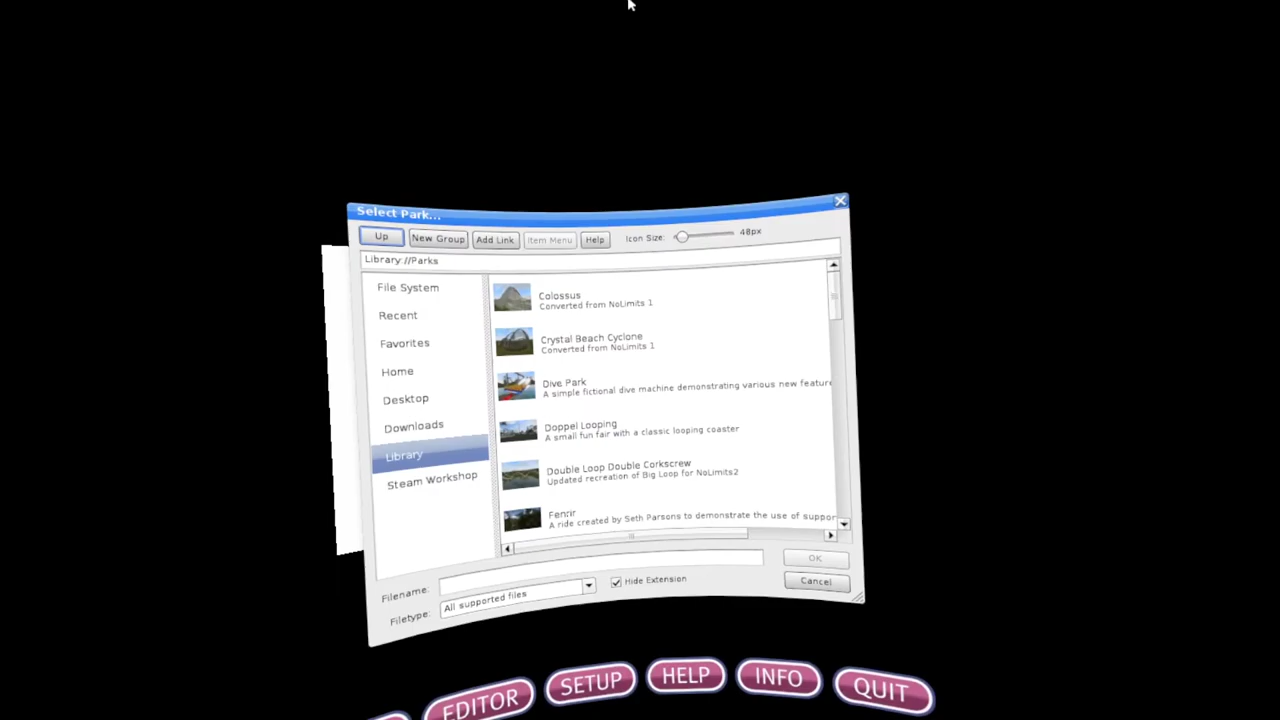 Select Park...
Up
New Group
Add Link
Item Menu
Help
Icon Size:
48px
Library://Parks
File System
Recent
Favorites
Home
Desktop
Downloads
Library
Steam Workshop
Colossus
Converted from NoLimits 1
Crystal Beach Cyclone
Converted from NoLimits 1
Dive Park
A simple fictional dive machine demonstrating various new feature
Doppel Looping
A small fun fair with a classic looping coaster
Double Loop Double Corkscrew
Updated recreation of Big Loop for NoLimits2
Fenrir
A ride created by Seth Parsons to demonstrate the use of suppor
Filename:
OK
Filetype:
All supported files
Hide Extension
Cancel
EDITOR
SETUP
HELP
INFO
QUIT